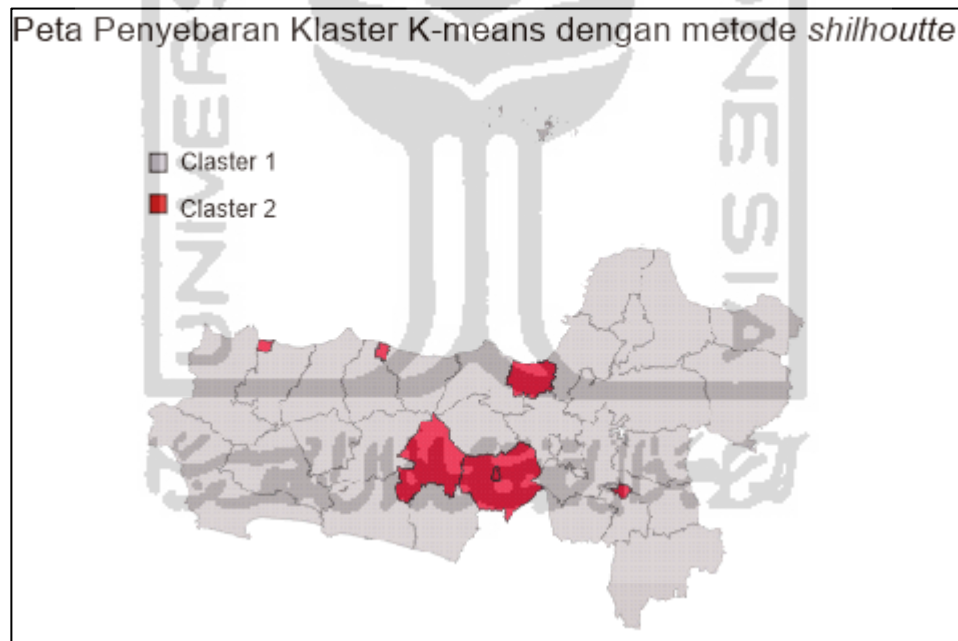 Peta Penyebaran Klaster K-means dengan metode shilhoutte
Claster 1
Claster 2